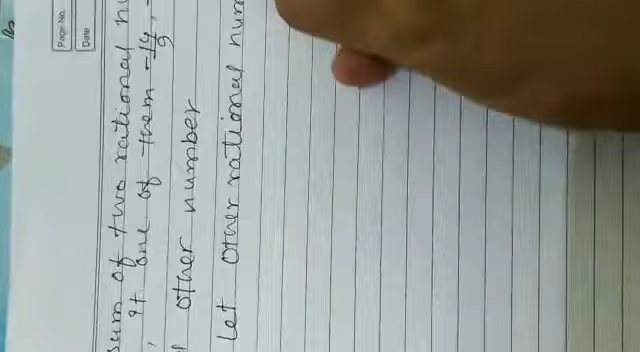 Page No.
Date
sum of two rational nu
If one of them -14/9,
other number
Let other rational num